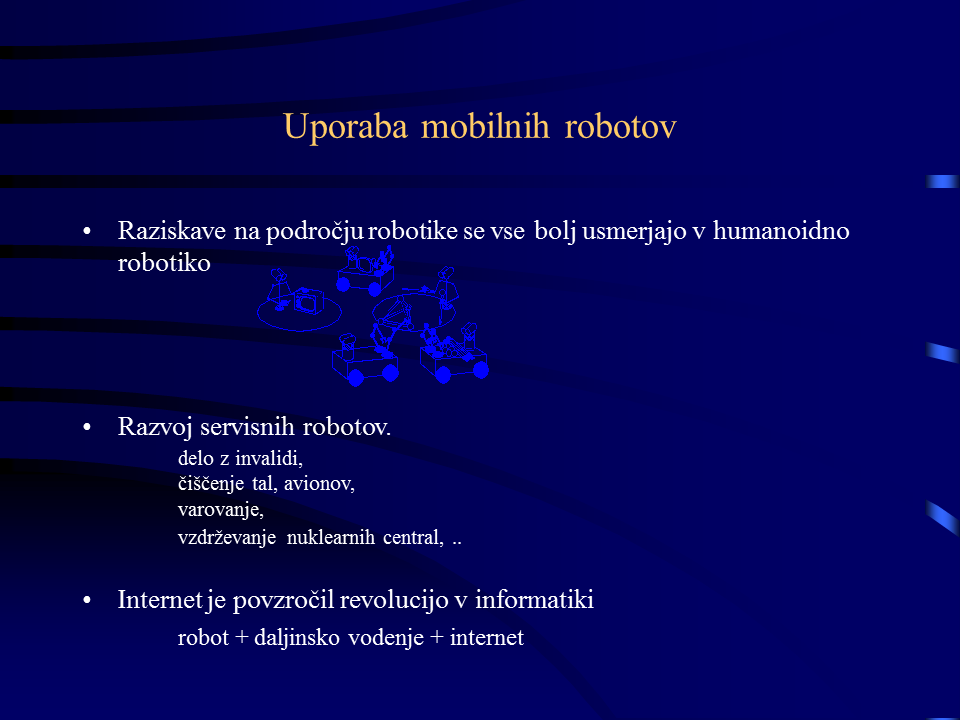 Uporaba mobilnih robotov
• Raziskave na področju robotike se vse bolj usmerjajo v humanoidno
robotiko
• Razvoj servisnih robotov.
delo z invalidi,
čiščenje tal, avionov,
varovanje,
vzdrževanje nuklearnih central, ..
• Internet je povzročil revolucijo v informatiki
robot + daljinsko vodenje + internet